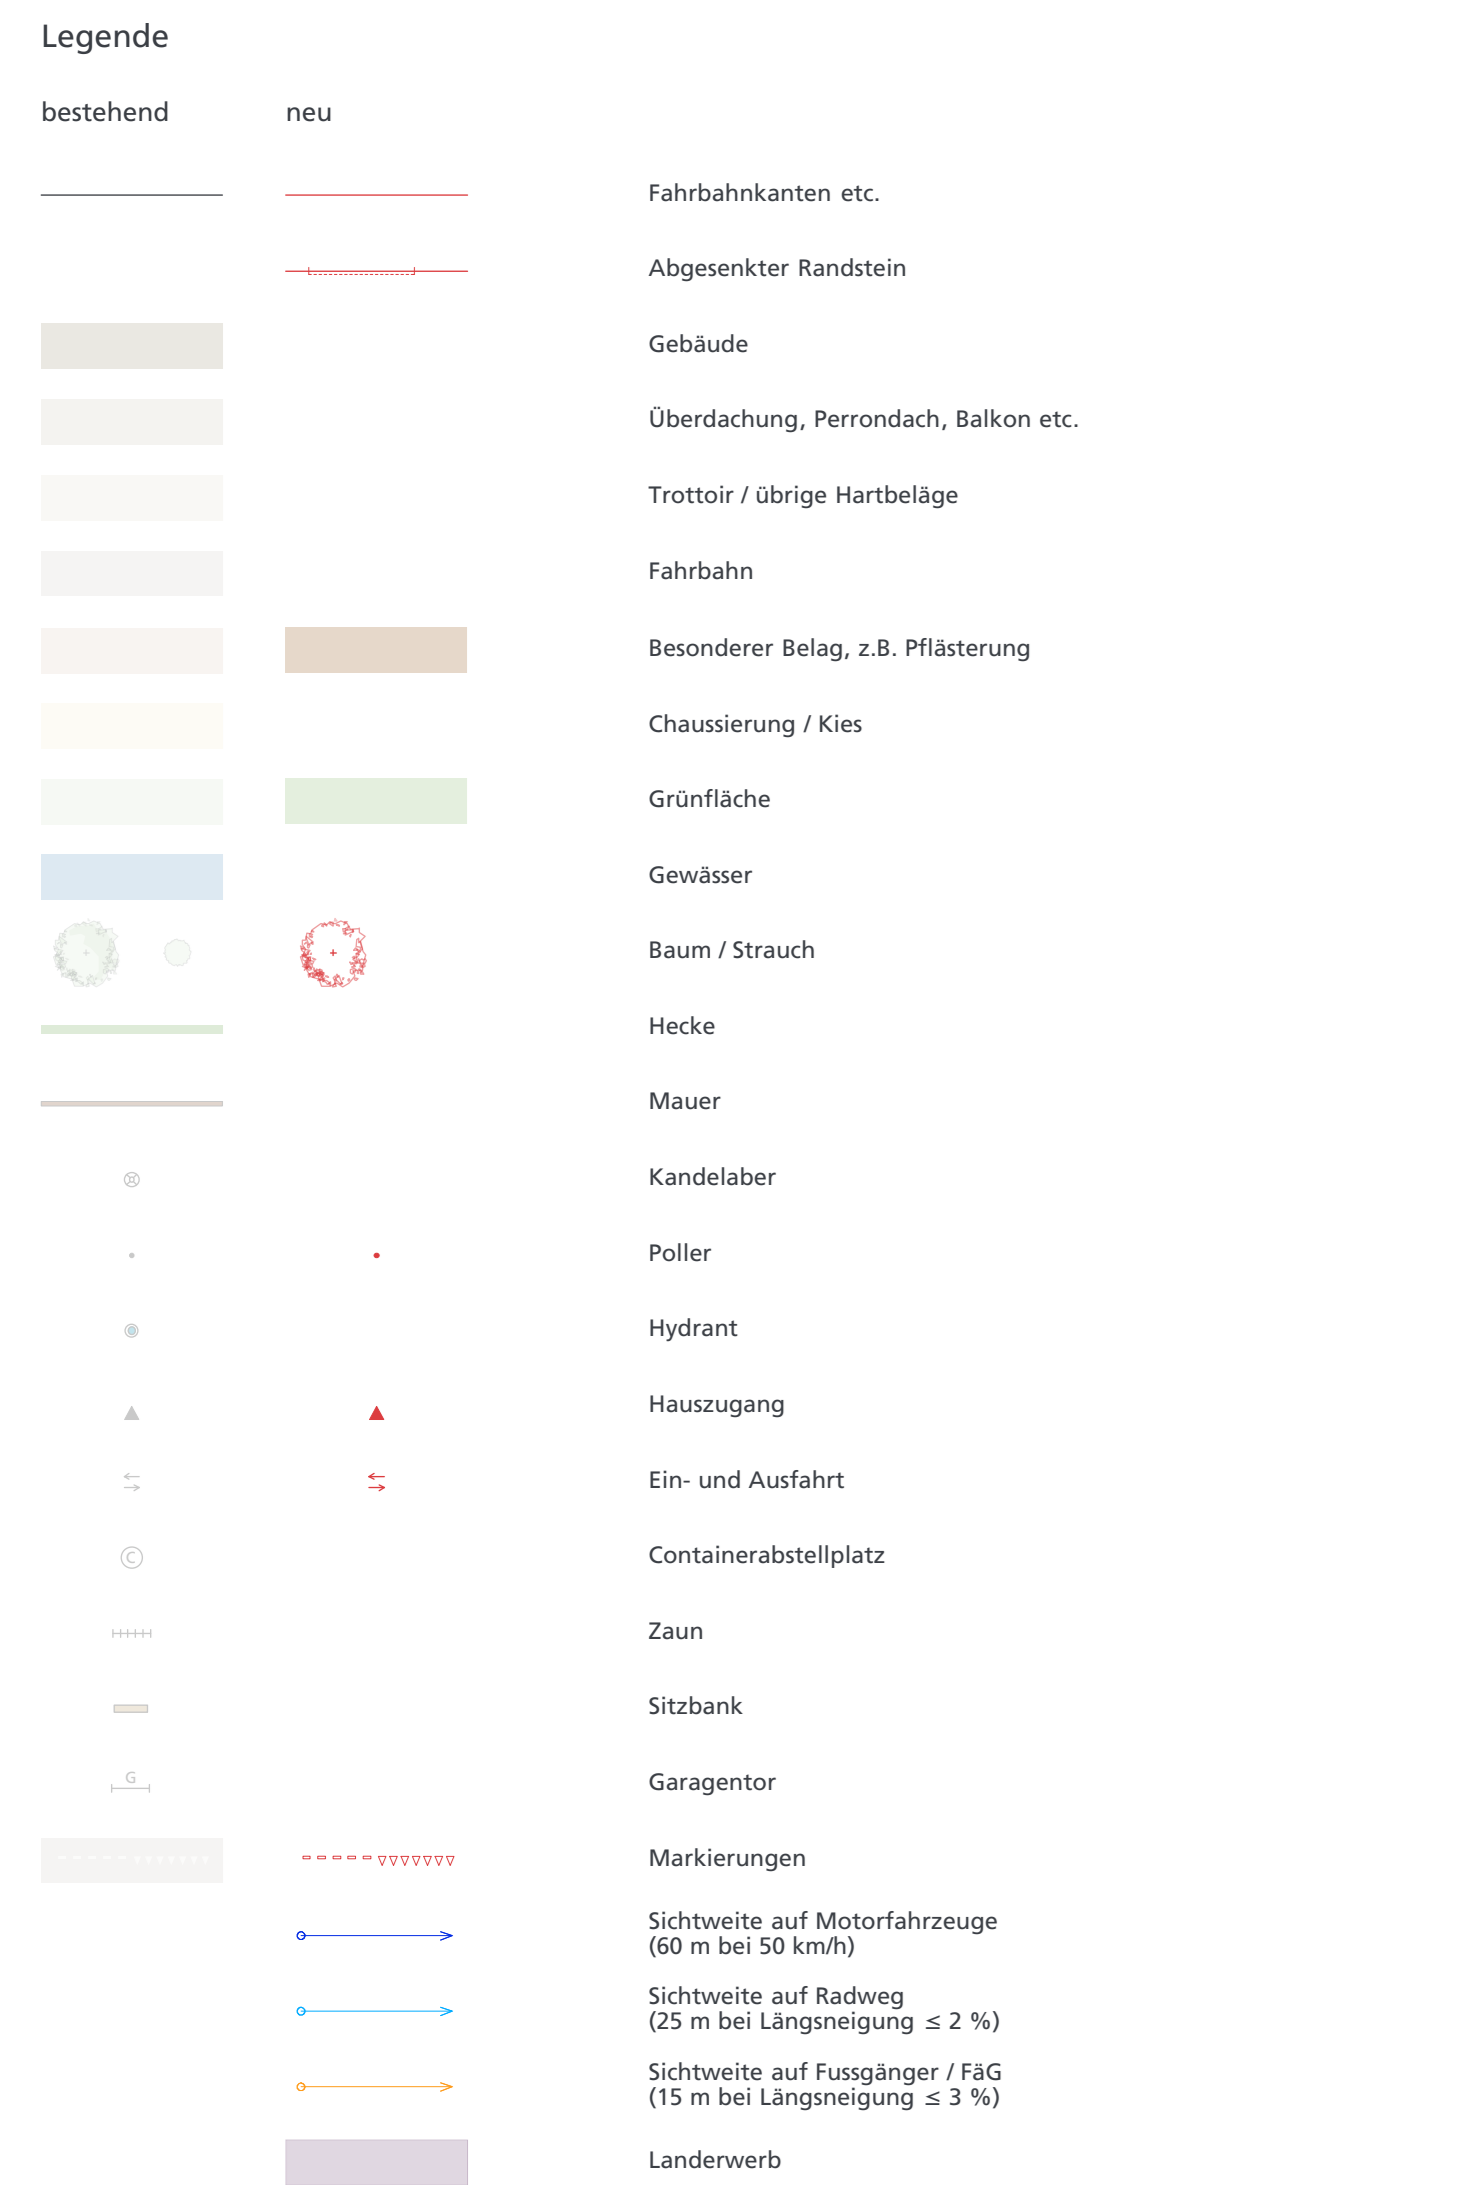 Legende
bestehend neu
Fahrbahnkanten etc.
Abgesenkter Randstein
Gebäude
Überdachung, Perrondach, Balkon etc.
Trottoir / übrige Hartbeläge
Fahrbahn
Besonderer Belag, z.B. Pflästerung
Chaussierung / Kies
Grünfläche
Gewässer
Baum / Strauch
Hecke
Mauer
Kandelaber
Poller
Hydrant
Hauszugang
Ein- und Ausfahrt
C Containerabstellplatz
Zaun
Sitzbank
G Garagentor
Markierungen
Sichtweite auf Motorfahrzeuge
(60 m bei 50 km/h)
Sichtweite auf Radweg
(25 m bei Längsneigung ≤ 2 %)
Sichtweite auf Fussgänger / FäG
(15 m bei Längsneigung ≤ 3 %)
Landerwerb